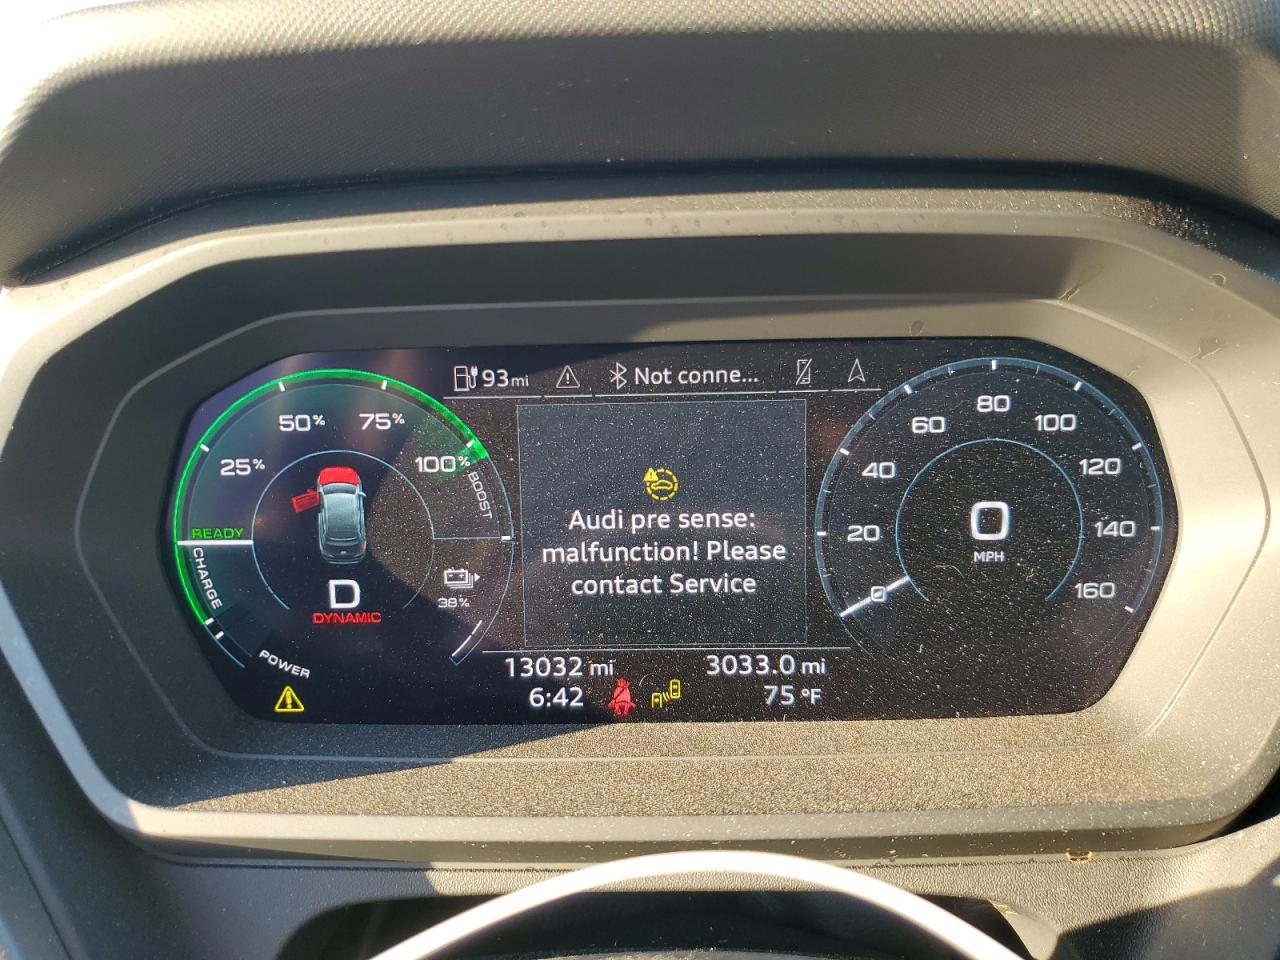 93 mi
Not conne...
25%
50%
75%
100%
BOOST
READY
CHARGE
D
DYNAMIC
38%
POWER
Audi pre sense:
malfunction! Please
contact Service
0
20
40
60
80
100
120
140
160
0
MPH
13032 mi
3033.0 mi
6:42
75 °F